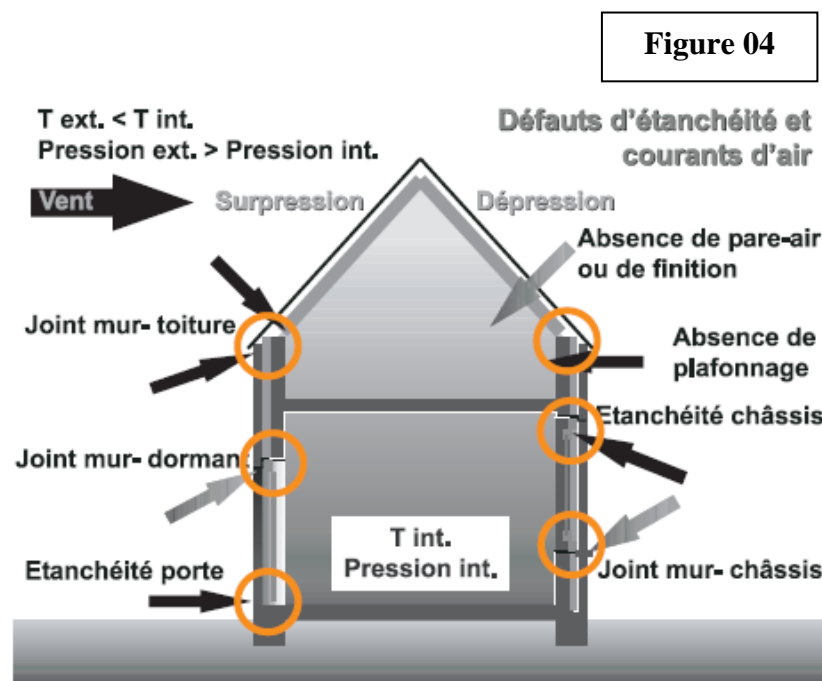 Figure 04
T ext. < T int.
Pression ext. > Pression int.
Défauts d'étanchéité et
courants d'air
Vent
Surpression
Dépression
Absence de pare-air
ou de finition
Joint mur- toiture
Absence de
plafonnage
Etanchéité châssis
Joint mur- dormant
T int.
Pression int.
Etanchéité porte
Joint mur- châssis